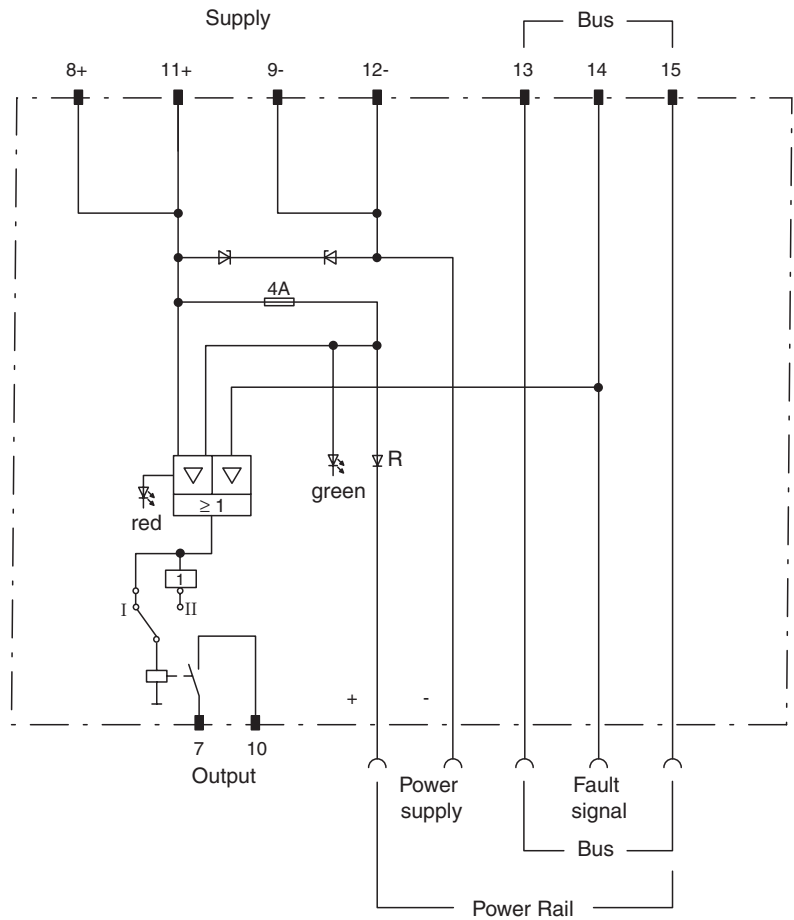 Supply
Bus
8+ 11+ 9- 12- 13 14 15
4A
R
green
≥ 1
red
1
I II
+ -
7 10
Output
Power supply
Fault signal
Bus
Power Rail